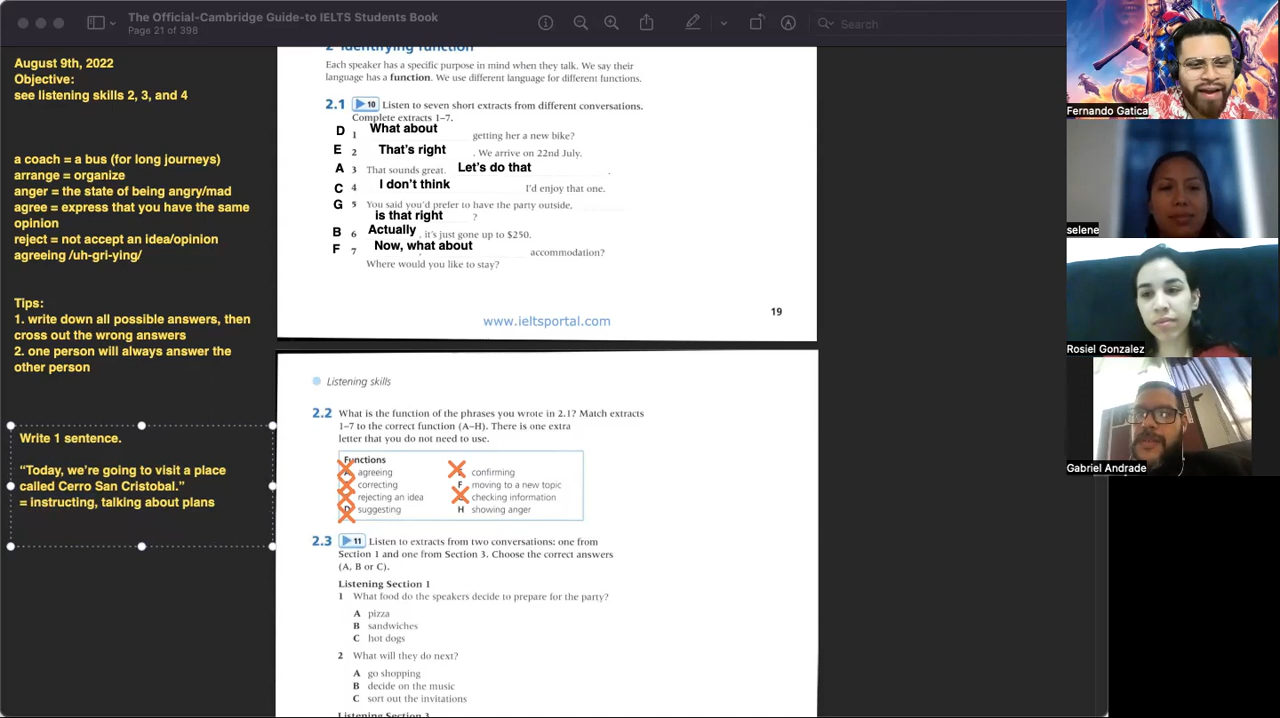 The Official-Cambridge Guide-to IELTS Students Book
Page 21 of 398
Search
August 9th, 2022
Objective:
see listening skills 2, 3, and 4
a coach = a bus (for long journeys)
arrange = organize
anger = the state of being angry/mad
agree = express that you have the same
opinion
reject = not accept an idea/opinion
agreeing /uh-gri-ying/
Tips:
1. write down all possible answers, then
cross out the wrong answers
2. one person will always answer the
other person
Write 1 sentence.
“Today, we’re going to visit a place
called Cerro San Cristobal.”
= instructing, talking about plans
2 Identifying function
Each speaker has a specific purpose in mind when they talk. We say their
language has a function. We use different language for different functions.
2.1 10 Listen to seven short extracts from different conversations.
Complete extracts 1–7.
D 1 What about getting her a new bike?
E 2 That’s right . We arrive on 22nd July.
A 3 That sounds great. Let’s do that .
C 4 I don’t think I’d enjoy that one.
G 5 You said you’d prefer to have the party outside,
is that right ?
B 6 Actually , it’s just gone up to $250.
F 7 Now, what about accommodation?
Where would you like to stay?
19
www.ieltsportal.com
Listening skills
2.2 What is the function of the phrases you wrote in 2.1? Match extracts
1–7 to the correct function (A–H). There is one extra
letter that you do not need to use.
Functions
agreeing confirming
correcting F moving to a new topic
rejecting an idea checking information
D suggesting H showing anger
2.3 11 Listen to extracts from two conversations: one from
Section 1 and one from Section 3. Choose the correct answers
(A, B or C).
Listening Section 1
1 What food do the speakers decide to prepare for the party?
A pizza
B sandwiches
C hot dogs
2 What will they do next?
A go shopping
B decide on the music
C sort out the invitations
Listening Section 3
Fernando Gatica
selene
Rosiel Gonzalez
Gabriel Andrade